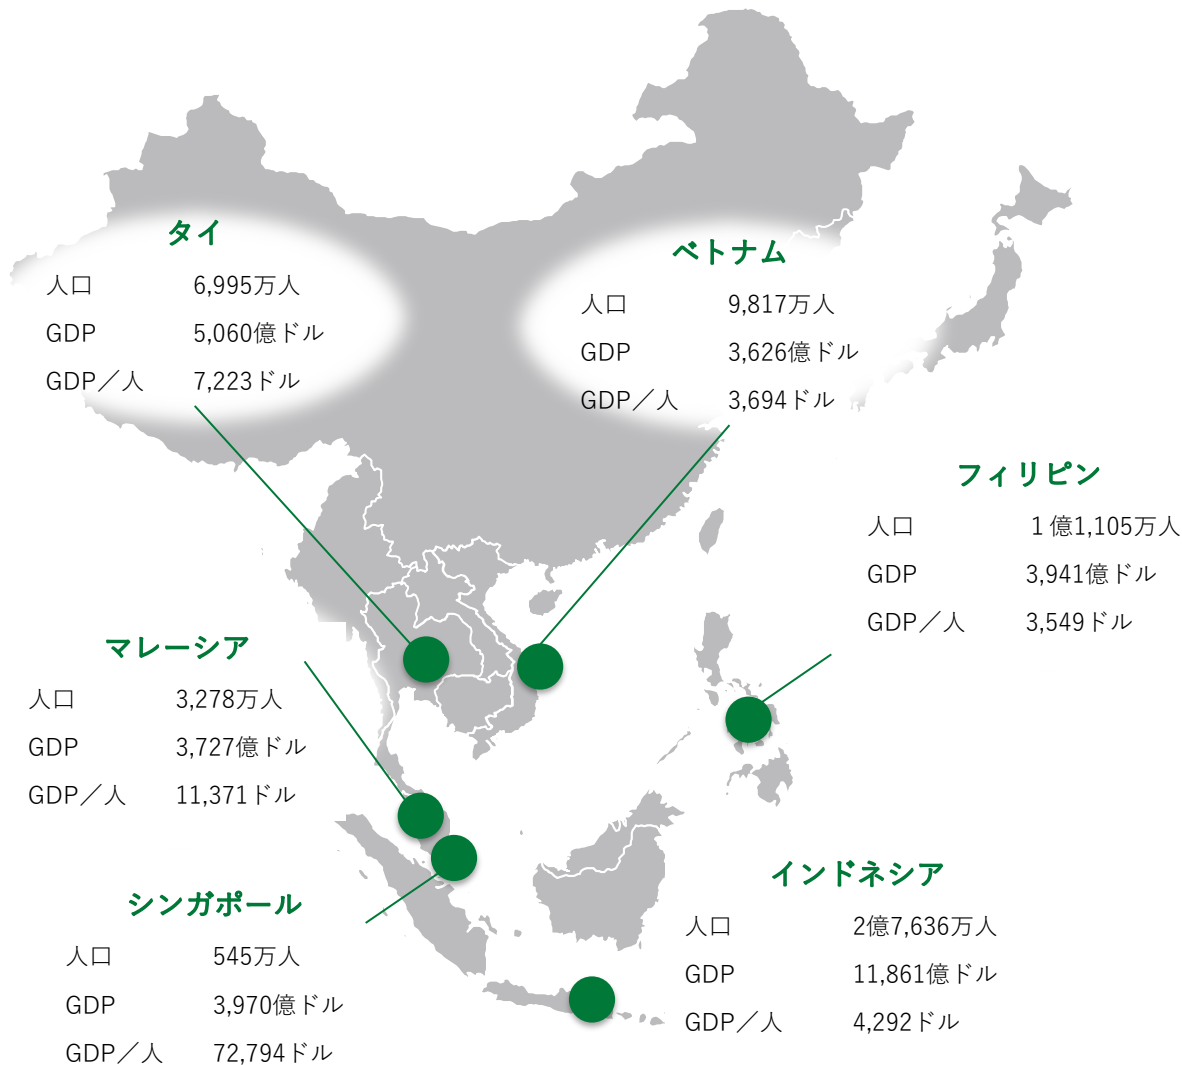 タイ
人口 6,995万人
GDP 5,060億ドル
GDP／人 7,223ドル
ベトナム
人口 9,817万人
GDP 3,626億ドル
GDP／人 3,694ドル
フィリピン
人口 １億1,105万人
GDP 3,941億ドル
GDP／人 3,549ドル
マレーシア
人口 3,278万人
GDP 3,727億ドル
GDP／人 11,371ドル
シンガポール
人口 545万人
GDP 3,970億ドル
GDP／人 72,794ドル
インドネシア
人口 2億7,636万人
GDP 11,861億ドル
GDP／人 4,292ドル